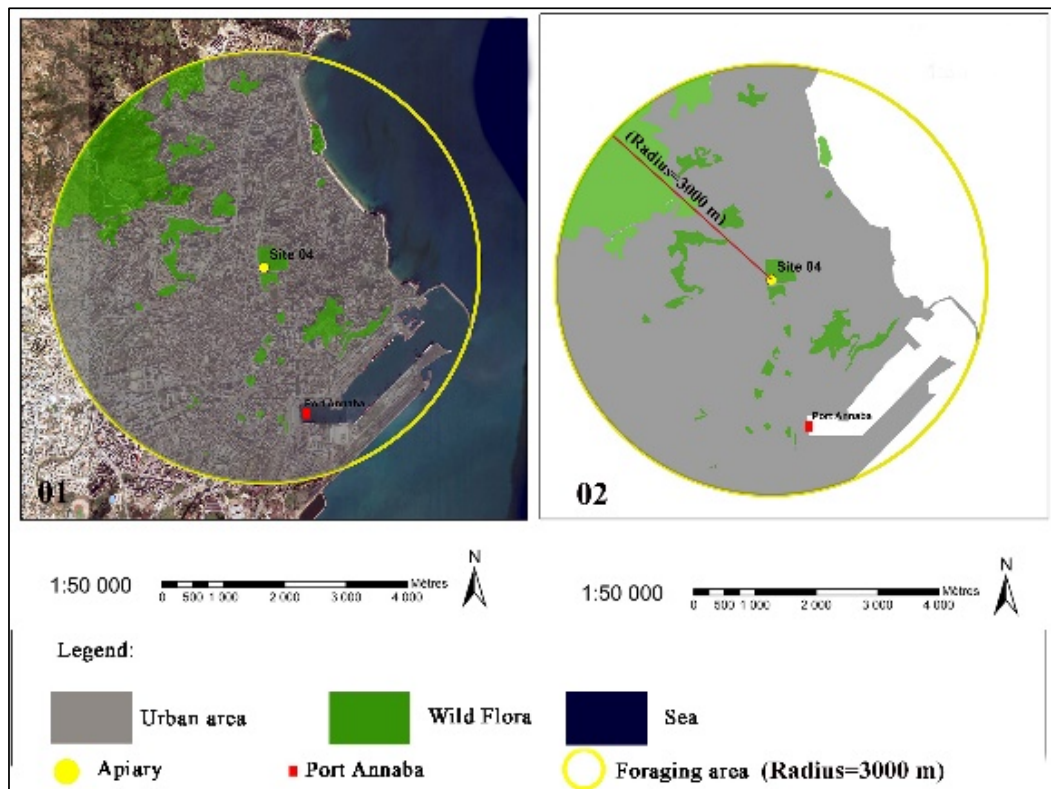 Site 04
Port Annaba
01
(Radius=3000 m)
Site 04
Port Annaba
02
1:50 000
0 500 1 000 2 000 3 000 4 000
Mètres
N
1:50 000
0 500 1 000 2 000 3 000 4 000
Mètres
N
Legend:
Urban area
Wild Flora
Sea
Apiary
Port Annaba
Foraging area (Radius=3000 m)